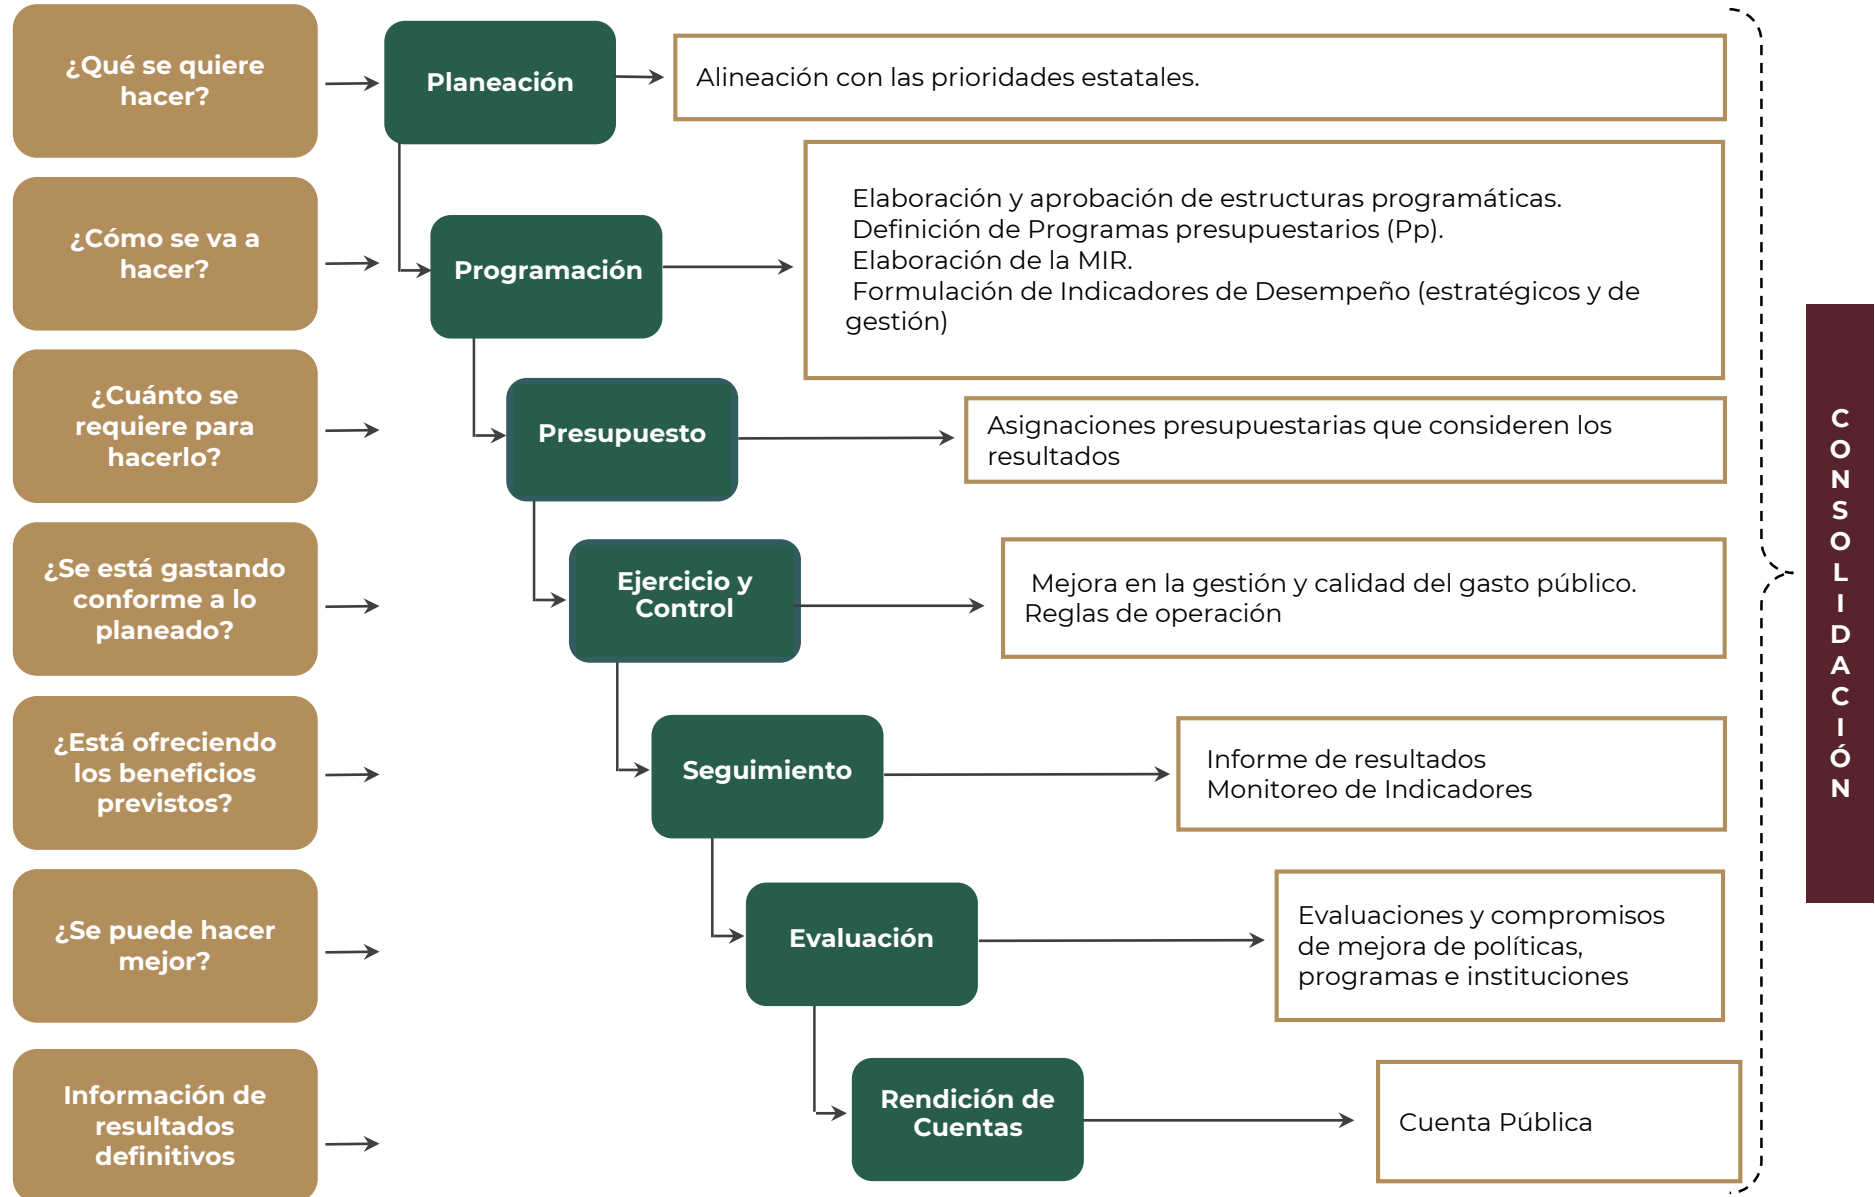 ¿Qué se quiere
hacer?
Planeación
Alineación con las prioridades estatales.
¿Cómo se va a
hacer?
Programación
Elaboración y aprobación de estructuras programáticas.
Definición de Programas presupuestarios (Pp).
Elaboración de la MIR.
Formulación de Indicadores de Desempeño (estratégicos y de
gestión)
¿Cuánto se
requiere para
hacerlo?
Presupuesto
Asignaciones presupuestarias que consideren los
resultados
¿Se está gastando
conforme a lo
planeado?
Ejercicio y
Control
Mejora en la gestión y calidad del gasto público.
Reglas de operación
¿Está ofreciendo
los beneficios
previstos?
Seguimiento
Informe de resultados
Monitoreo de Indicadores
¿Se puede hacer
mejor?
Evaluación
Evaluaciones y compromisos
de mejora de políticas,
programas e instituciones
Información de
resultados
definitivos
Rendición de
Cuentas
Cuenta Pública
CONSOLIDACIÓN